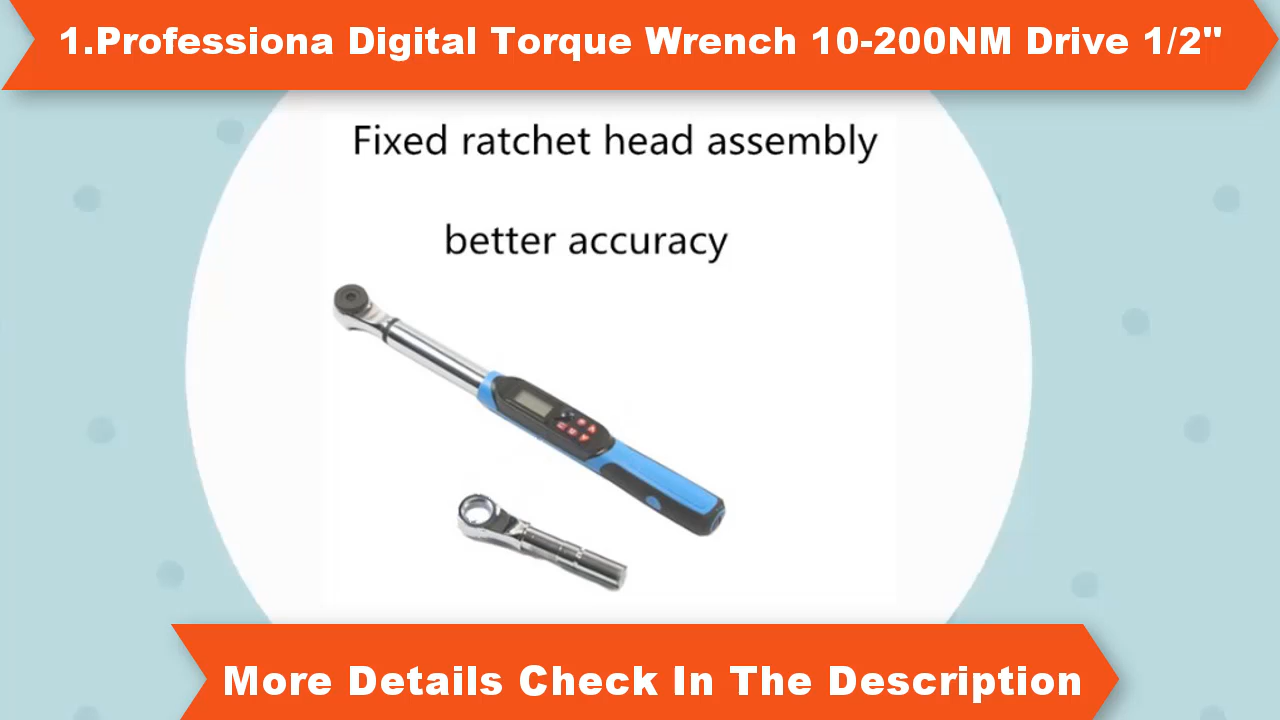 1.Professiona Digital Torque Wrench 10-200NM Drive 1/2"
Fixed ratchet head assembly
better accuracy
More Details Check In The Description